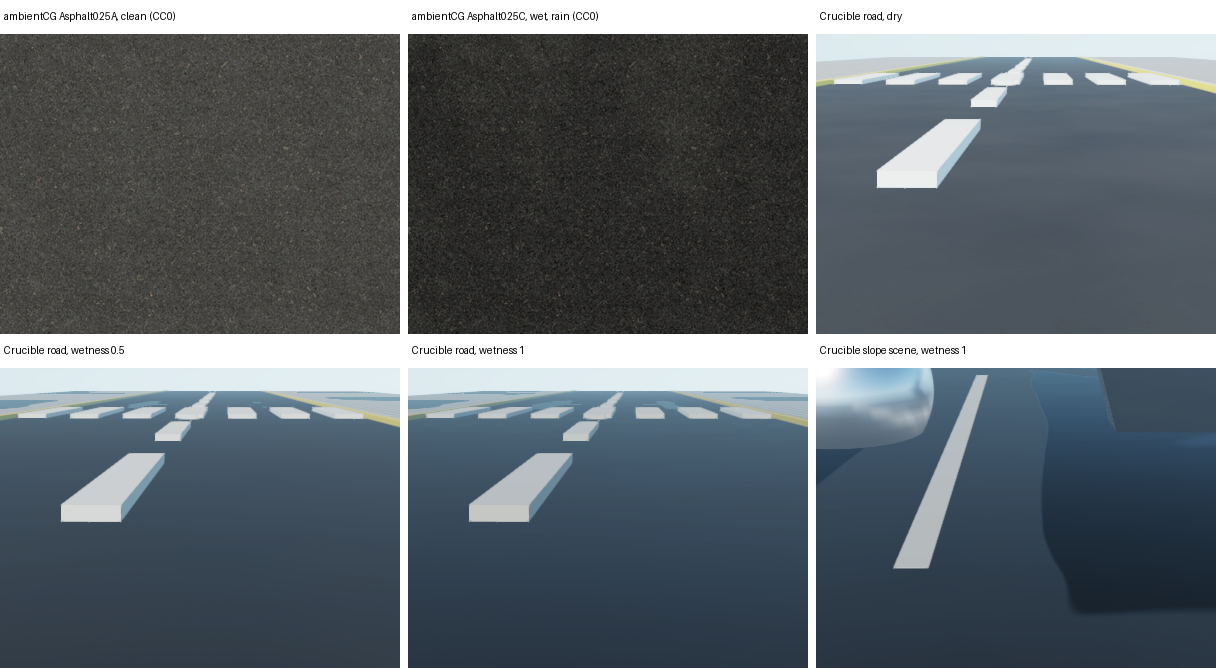 ambientCG Asphalt025A, clean (CC0)
ambientCG Asphalt025C, wet, rain (CC0)
Crucible road, dry
Crucible road, wetness 0.5
Crucible road, wetness 1
Crucible slope scene, wetness 1